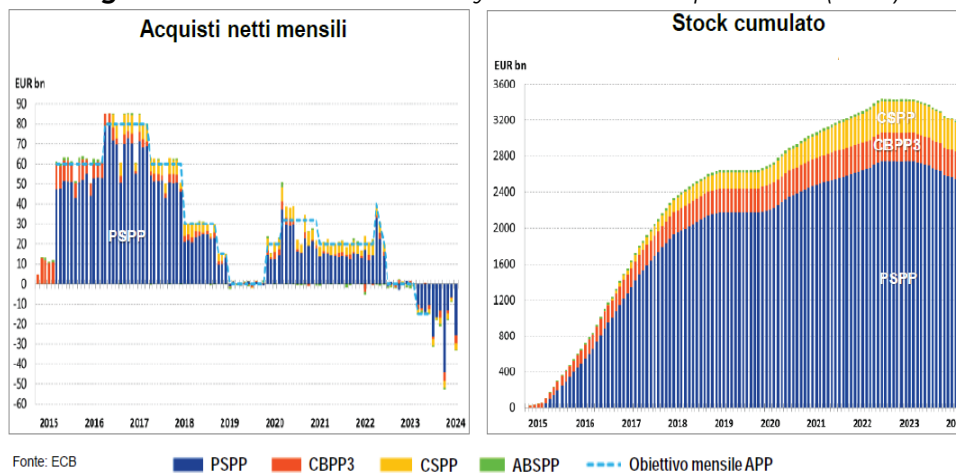 Acquisti netti mensili
EUR bn
90
80
70
60
50
40
30
20
10
0
-10
-20
-30
-40
-50
-60
PSPP
2015 2016 2017 2018 2019 2020 2021 2022 2023 2024
Stock cumulato
EUR bn
3600
3200
2800
2400
2000
1600
1200
800
400
0
CSPP
CBPP3
PSPP
2015 2016 2017 2018 2019 2020 2021 2022 2023
Fonte: ECB
PSPP CBPP3 CSPP ABSPP Obiettivo mensile APP